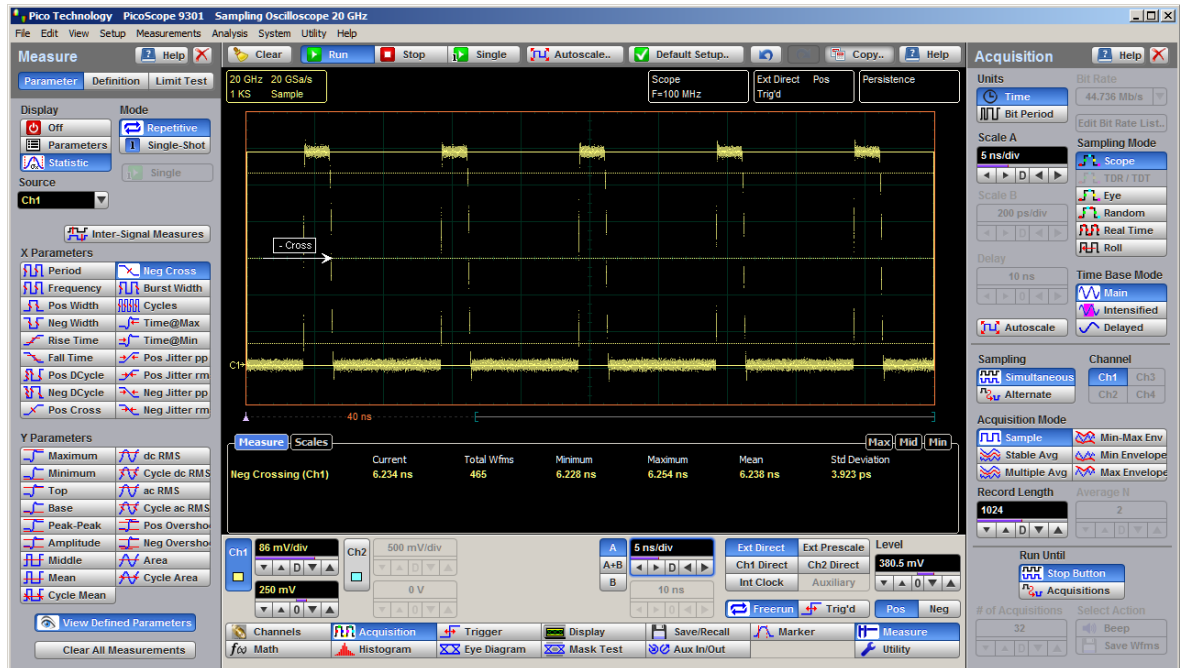 Pico Technology PicoScope 9301 Sampling Oscilloscope 20 GHz
File Edit View Setup Measurements Analysis System Utility Help
Measure Help
Parameter Definition Limit Test
Display Mode
Off Repetitive
Parameters 1 Single-Shot
Statistic
Single
Source
Ch1
Inter-Signal Measures
X Parameters
Period Neg Cross
Frequency Burst Width
Pos Width Cycles
Neg Width Time@Max
Rise Time Time@Min
Fall Time Pos Jitter pp
Pos DCycle Pos Jitter rm
Neg DCycle Neg Jitter pp
Pos Cross Neg Jitter rm
Y Parameters
Maximum dc RMS
Minimum Cycle dc RMS
Top ac RMS
Base Cycle ac RMS
Peak-Peak Pos Oversho
Amplitude Neg Oversho
Middle Area
Mean Cycle Area
Cycle Mean
View Defined Parameters
Clear All Measurements
Clear Run Stop Single Autoscale.. Default Setup.. Copy.. Help
20 GHz 20 GSa/s
1 KS Sample
Scope
F=100 MHz
Ext Direct Pos
Trig'd
Persistence
- Cross
C1
40 ns
Measure Scales Max Mid Min
Current Total Wfms Minimum Maximum Mean Std Deviation
Neg Crossing (Ch1) 6.234 ns 465 6.228 ns 6.254 ns 6.238 ns 3.923 ps
Ch1 86 mV/div Ch2 500 mV/div A 5 ns/div Ext Direct Ext Prescale Level
D D A+B D Ch1 Direct Ch2 Direct 380.5 mV
250 mV 0 V B 10 ns Int Clock Auxiliary 0
0 0 0 Freerun Trig'd Pos Neg
Channels Acquisition Trigger Display Save/Recall Marker Measure
f(x) Math Histogram Eye Diagram Mask Test Aux In/Out Utility
Acquisition Help
Units Bit Rate
Time 44.736 Mb/s
Bit Period Edit Bit Rate List..
Scale A Sampling Mode
5 ns/div Scope
D TDR / TDT
Scale B Eye
200 ps/div Random
D Real Time
Roll
Delay
10 ns Time Base Mode
0 Main
Intensified
Autoscale Delayed
Sampling Channel
Simultaneous Ch1 Ch3
Alternate Ch2 Ch4
Acquisition Mode
Sample Min-Max Env
Stable Avg Min Envelope
Multiple Avg Max Envelope
Record Length Average N
1024 2
D D
Run Until
Stop Button
Acquisitions
# of Acquisitions Select Action
32 Beep
D Save Wfms